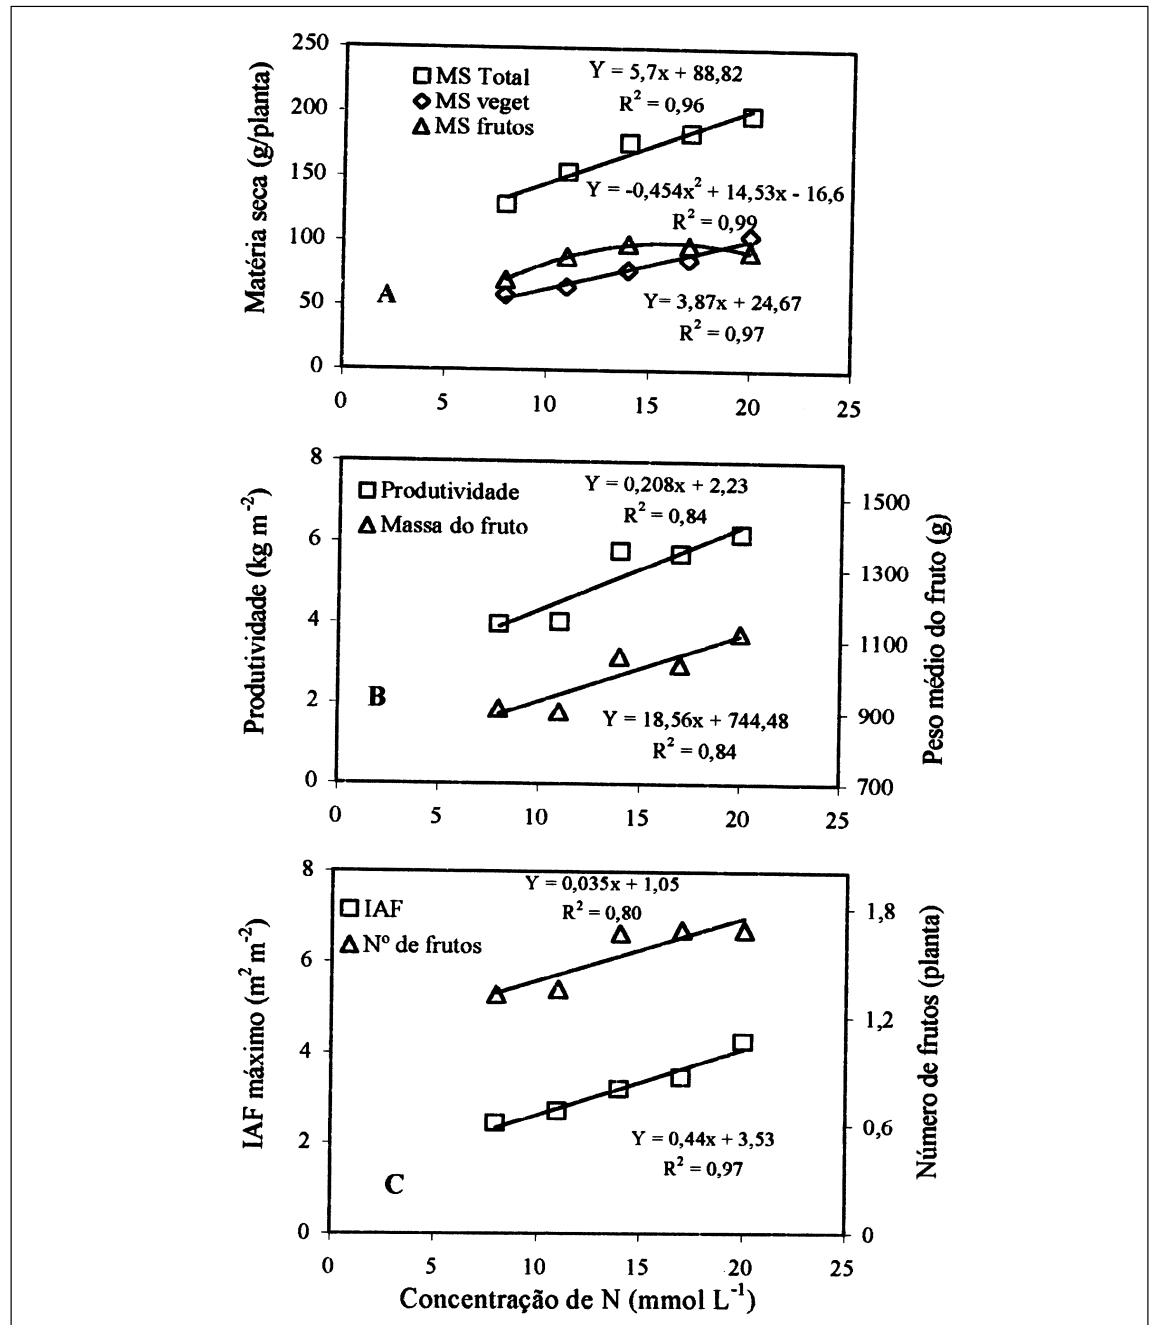 250
200
150
100
50
0
Matéria seca (g/planta)
MS Total
MS veget
MS frutos
Y = 5,7x + 88,82
R² = 0,96
Y = -0,454x² + 14,53x - 16,6
R² = 0,99
Y= 3,87x + 24,67
R² = 0,97
A
0 5 10 15 20 25
8
6
4
2
0
Produtividade (kg m⁻²)
Produtividade
Massa do fruto
Y = 0,208x + 2,23
R² = 0,84
Y = 18,56x + 744,48
R² = 0,84
B
1500
1300
1100
900
700
Peso médio do fruto (g)
0 5 10 15 20 25
8
6
4
2
0
IAF máximo (m² m⁻²)
IAF
Nº de frutos
Y = 0,035x + 1,05
R² = 0,80
Y = 0,44x + 3,53
R² = 0,97
C
1,8
1,2
0,6
0
Número de frutos (planta)
0 5 10 15 20 25
Concentração de N (mmol L⁻¹)